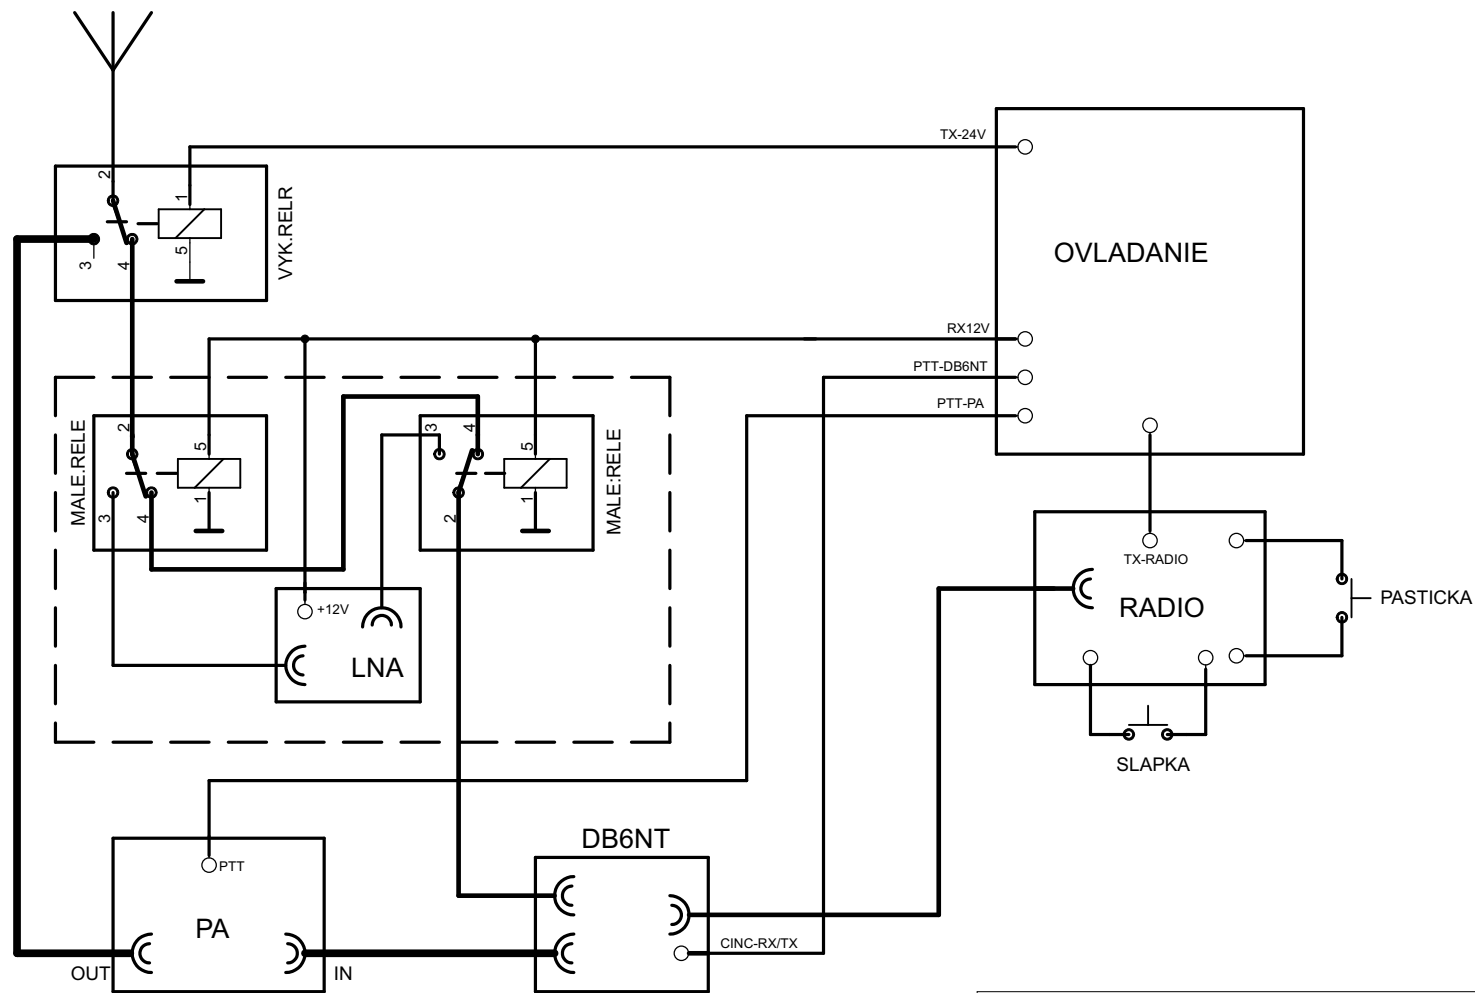 TX-24V
2
1
VYK.RELR
OVLADANIE
3
4
5
RX12V
PTT-DB6NT
PTT-PA
MALE.RELE
2
5
3
4
1
3
4
5
MALE:RELE
2
1
TX-RADIO
RADIO
PASTICKA
+12V
LNA
SLAPKA
DB6NT
PTT
PA
CINC-RX/TX
OUT
IN